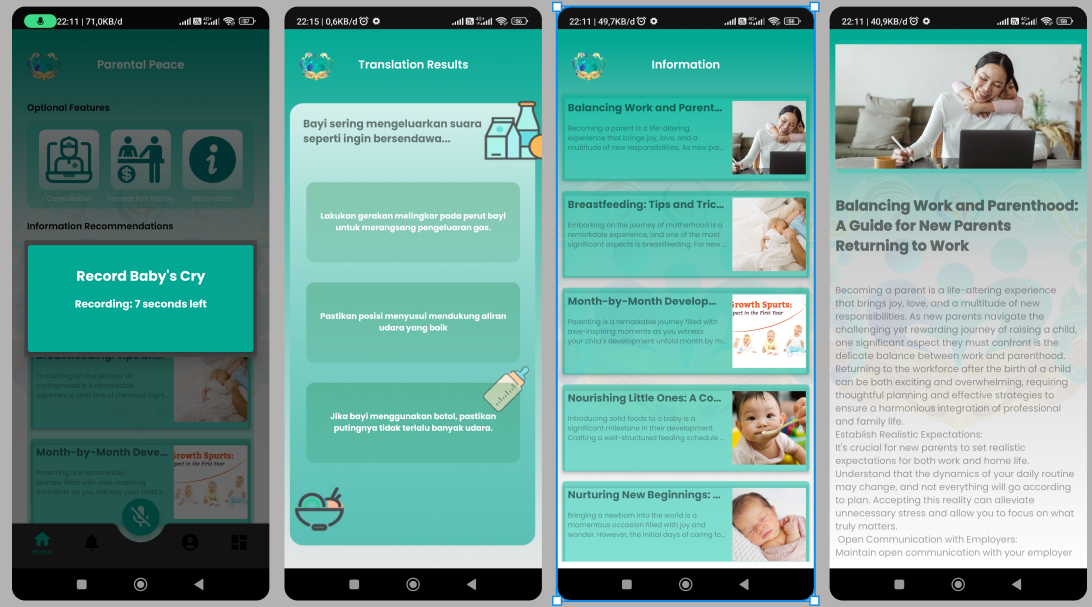 22:11 | 71,0KB/d
Parental Peace
Optional Features
Consultation
Transaction History
Information
Information Recommendations
Record Baby's Cry
Recording: 7 seconds left
Breastfeeding: Tips an...
Embarking on the journey of
motherhood is a remarkable
experience, and one of the most signi...
Month-by-Month Deve...
Parenting is a remarkable
journey filled with awe-inspiring
moments as you witness your child's ...
Growth Spurts:
pect in the First Year
Home
22:15 | 0,6KB/d
Translation Results
Bayi sering mengeluarkan suara
seperti ingin bersendawa...
Lakukan gerakan melingkar pada perut bayi
untuk merangsang pengeluaran gas.
Pastikan posisi menyusui mendukung aliran
udara yang baik
Jika bayi menggunakan botol, pastikan
putingnya tidak terlalu banyak udara.
22:11 | 49,7KB/d
Information
Balancing Work and Parent...
Becoming a parent is a life-altering
experience that brings joy, love, and a
multitude of new responsibilities. As new par...
Breastfeeding: Tips and Tric...
Embarking on the journey of motherhood is a
remarkable experience, and one of the most
significant aspects is breastfeeding. For new ...
Month-by-Month Develop...
Parenting is a remarkable journey filled with
awe-inspiring moments as you witness
your child's development unfold month by m...
Growth Spurts:
pect in the First Year
Nourishing Little Ones: A Co...
Introducing solid foods to a baby is a
significant milestone in their development.
Crafting a well-structured feeding schedule ...
Nurturing New Beginnings: ...
Bringing a newborn into the world is a
momentous occasion filled with joy and
wonder. However, the initial days of caring fo...
22:11 | 40,9KB/d
Balancing Work and Parenthood:
A Guide for New Parents
Returning to Work
Becoming a parent is a life-altering experience
that brings joy, love, and a multitude of new
responsibilities. As new parents navigate the
challenging yet rewarding journey of raising a child,
one significant aspect they must confront is the
delicate balance between work and parenthood.
Returning to the workforce after the birth of a child
can be both exciting and overwhelming, requiring
thoughtful planning and effective strategies to
ensure a harmonious integration of professional
and family life.
Establish Realistic Expectations:
It's crucial for new parents to set realistic
expectations for both work and home life.
Understand that the dynamics of your daily routine
may change, and not everything will go according
to plan. Accepting this reality can alleviate
unnecessary stress and allow you to focus on what
truly matters.
Open Communication with Employers:
Maintain open communication with your employer